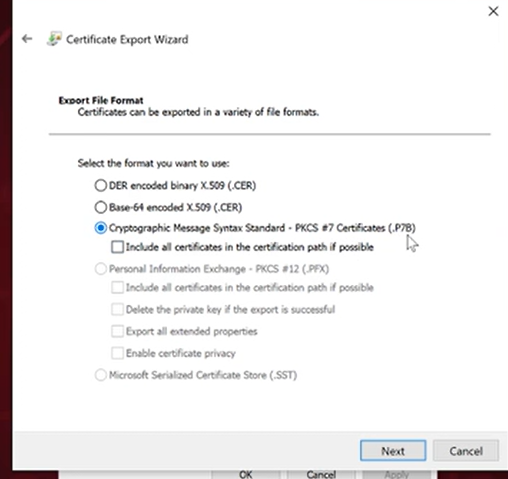 Certificate Export Wizard
Export File Format
Certificates can be exported in a variety of file formats.
Select the format you want to use:
DER encoded binary X.509 (.CER)
Base-64 encoded X.509 (.CER)
Cryptographic Message Syntax Standard - PKCS #7 Certificates (.P7B)
Include all certificates in the certification path if possible
Personal Information Exchange - PKCS #12 (.PFX)
Include all certificates in the certification path if possible
Delete the private key if the export is successful
Export all extended properties
Enable certificate privacy
Microsoft Serialized Certificate Store (.SST)
Next Cancel
OK Cancel Apply